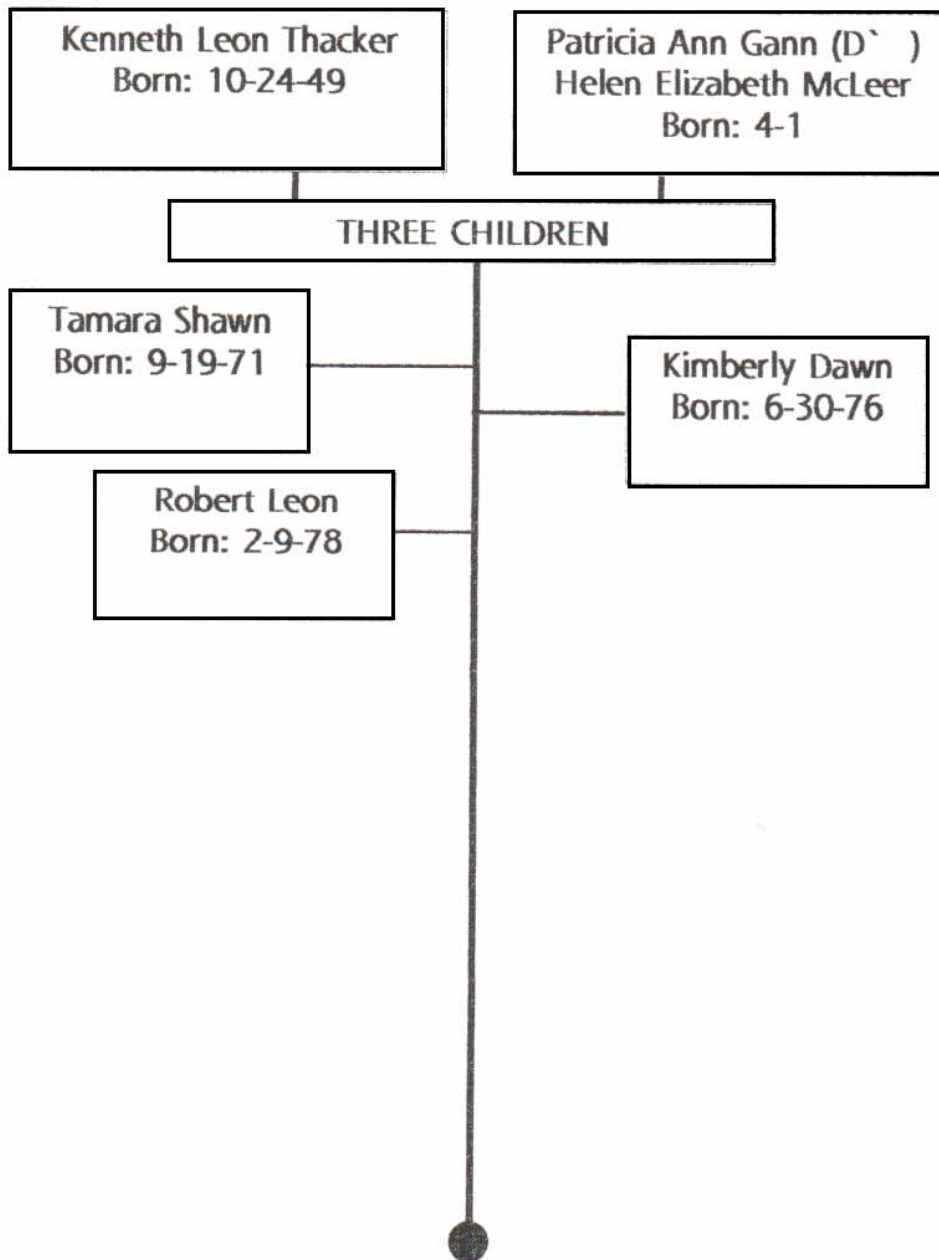 Kenneth Leon Thacker
Born: 10-24-49
Patricia Ann Gann (D` )
Helen Elizabeth McLeer
Born: 4-1
THREE CHILDREN
Tamara Shawn
Born: 9-19-71
Kimberly Dawn
Born: 6-30-76
Robert Leon
Born: 2-9-78